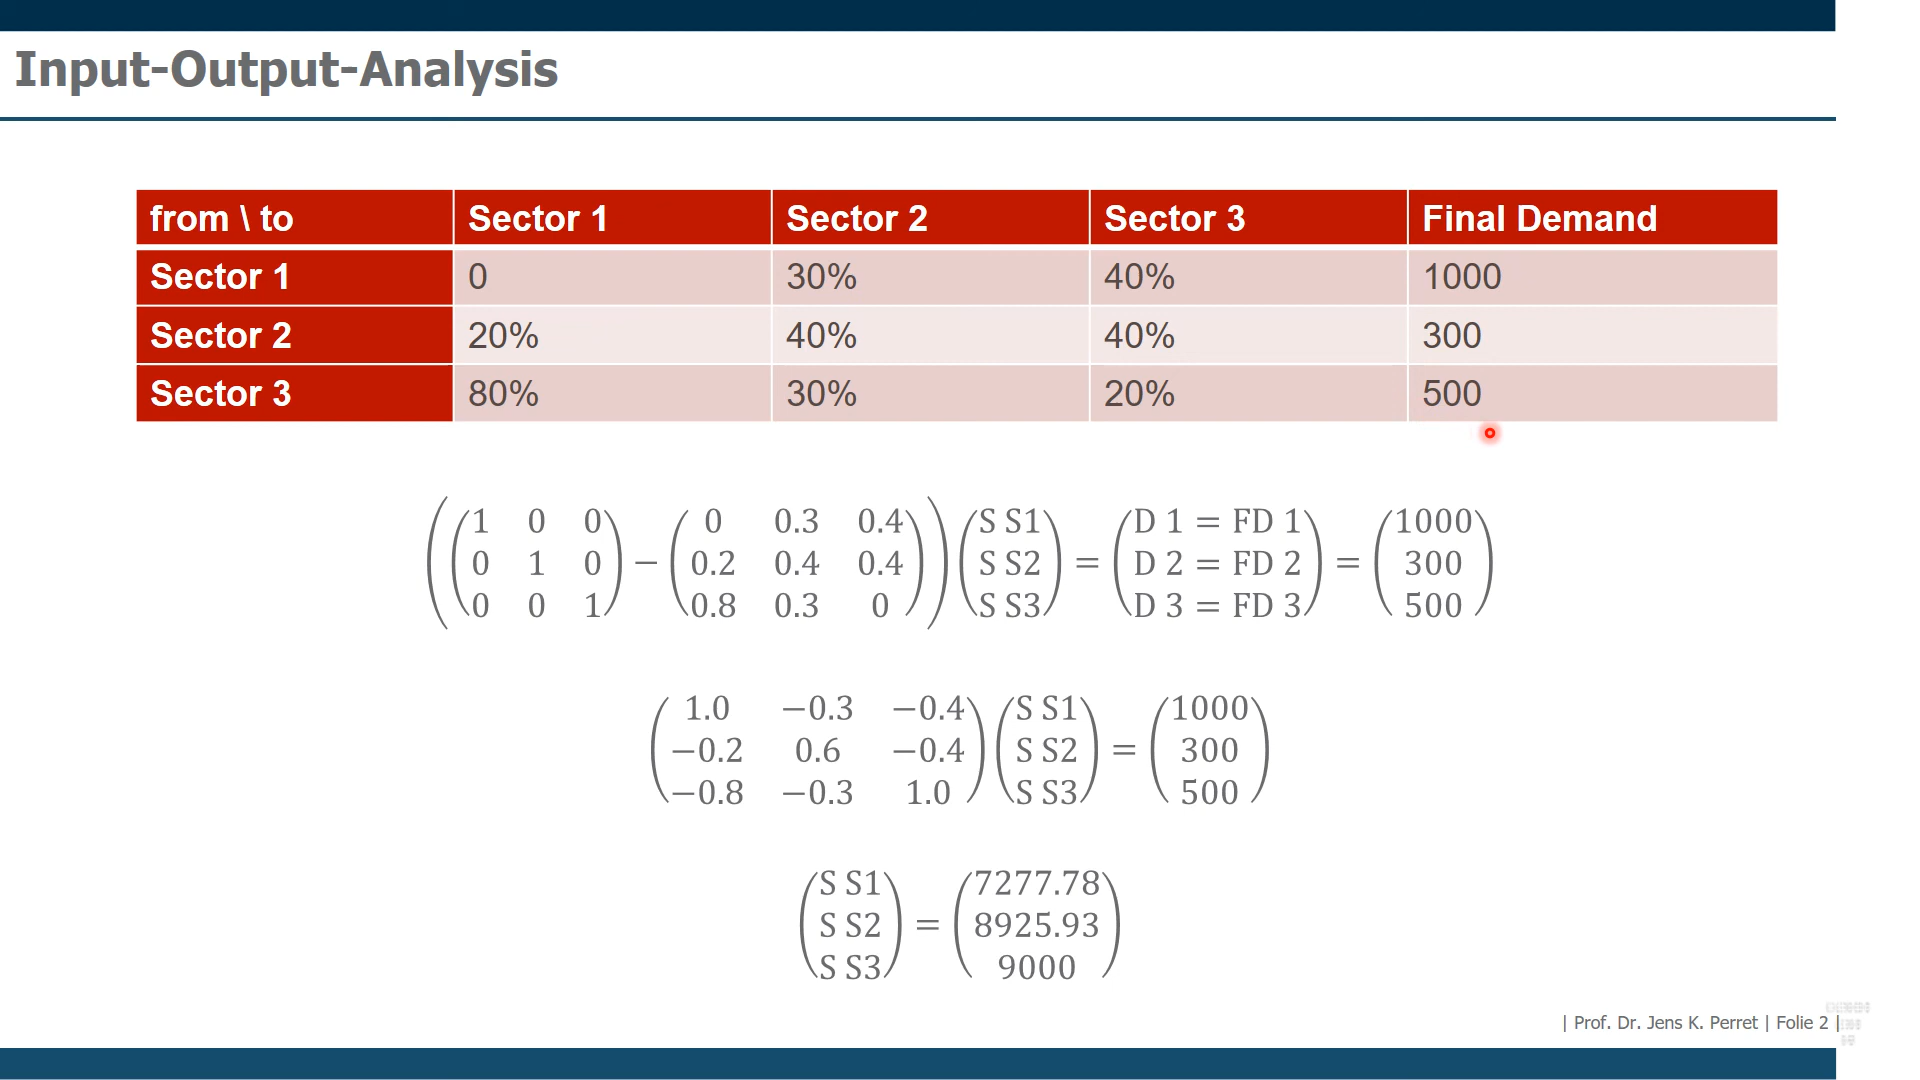 Input-Output-Analysis
from \ to Sector 1 Sector 2 Sector 3 Final Demand
Sector 1 0 30% 40% 1000
Sector 2 20% 40% 40% 300
Sector 3 80% 30% 20% 500
((1 0 0 − (0 0.3 0.4)) (S S1) = (D 1 = FD 1) = (1000)
0 1 0 0.2 0.4 0.4 S S2 D 2 = FD 2 300
0 0 1) 0.8 0.3 0 S S3 D 3 = FD 3 500
(1.0 −0.3 −0.4) (S S1) = (1000)
−0.2 0.6 −0.4 S S2 300
−0.8 −0.3 1.0 S S3 500
(S S1) = (7277.78)
S S2 8925.93
S S3 9000
| Prof. Dr. Jens K. Perret | Folie 2 |